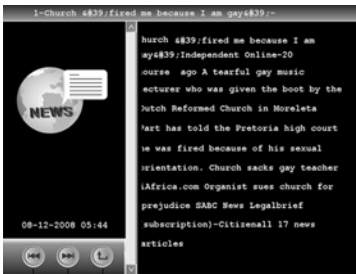 1-Church &#39;fired me because I am gay&#39;-
hurch &#39;fired me because I am
ay&#39;Independent Online-20
ourse  ago A tearful gay music
ecturer who was given the boot by the
Dutch Reformed Church in Moreleta
Part has told the Pretoria high court
he was fired because of his sexual
orientation. Church sacks gay teacher
iAfrica.com Organist sues church for
prejudice SABC News Legalbrief
subscription)-Citizenall 17 news
articles
NEWS
08-12-2008 05:44